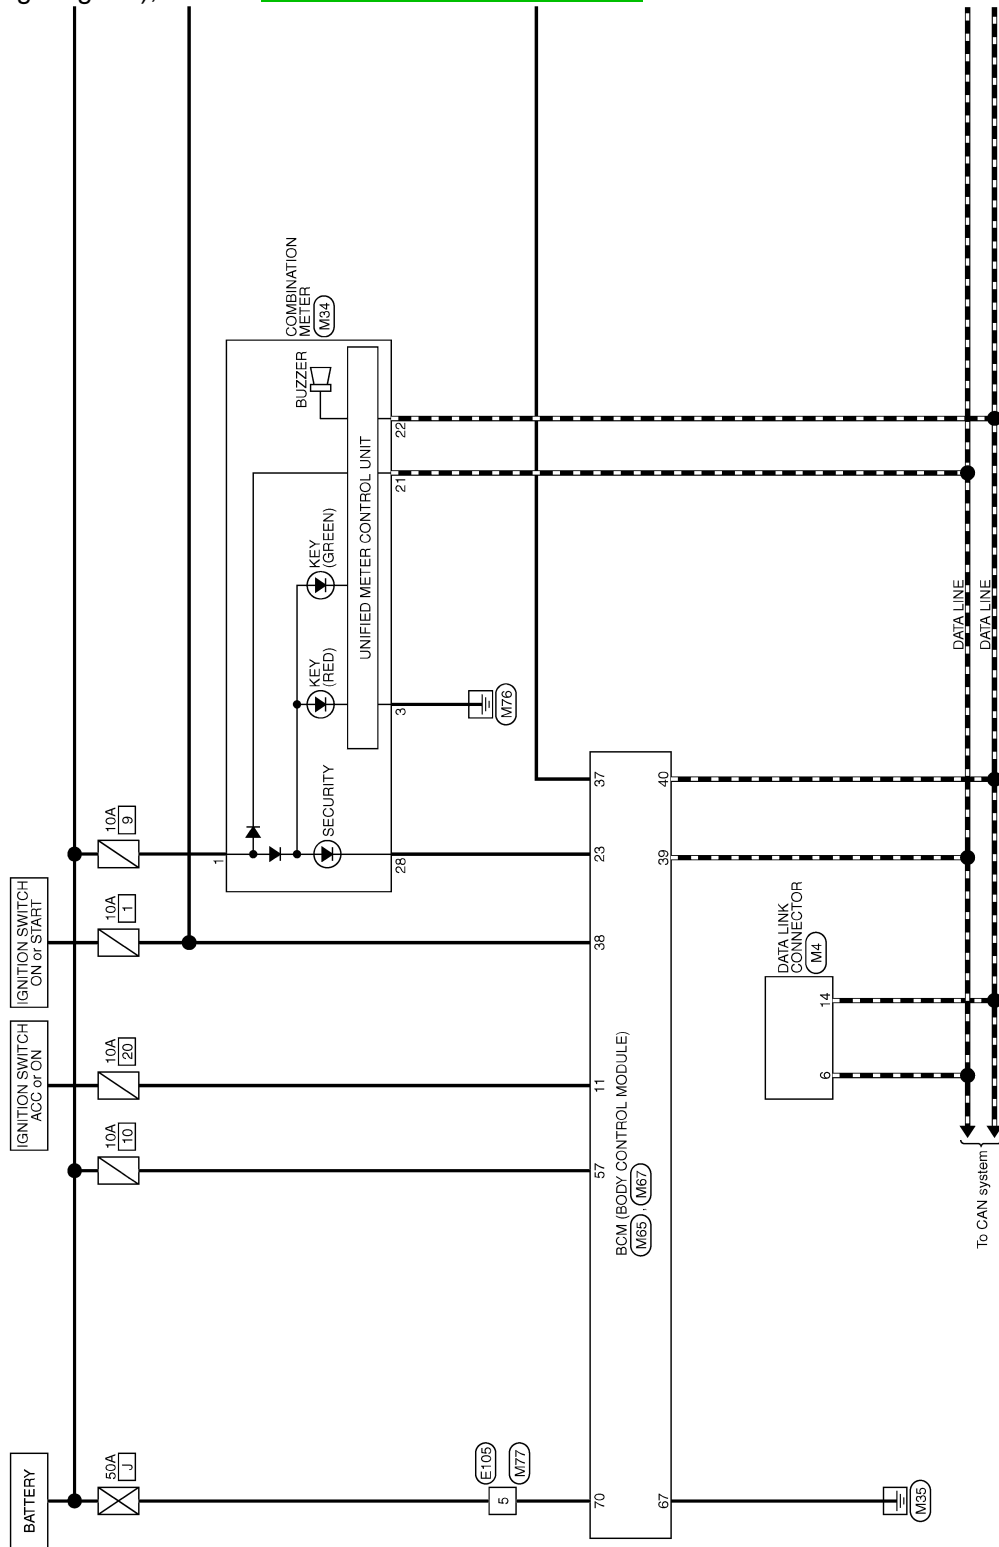 BATTERY
IGNITION SWITCH
ACC or ON
IGNITION SWITCH
ON or START
50A
J
10A
10
10A
20
10A
1
10A
9
COMBINATION
METER
M34
1
BUZZER
SECURITY
KEY
(RED)
KEY
(GREEN)
UNIFIED METER CONTROL UNIT
28
3
21
22
M76
E105
5
M77
70
57
11
38
23
37
BCM (BODY CONTROL MODULE)
M65 , M67
67
39
40
DATA LINK
CONNECTOR
M4
6
14
M35
DATA LINE
DATA LINE
To CAN system